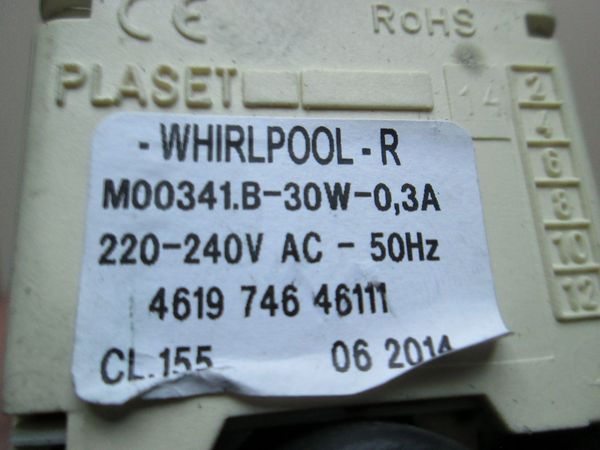 CE RoHS
PLASET 14
2
4
6
8
10
12
- WHIRLPOOL - R
M00341.B-30W-0,3A
220-240V AC - 50Hz
4619 746 46111
CL.155 06 2014